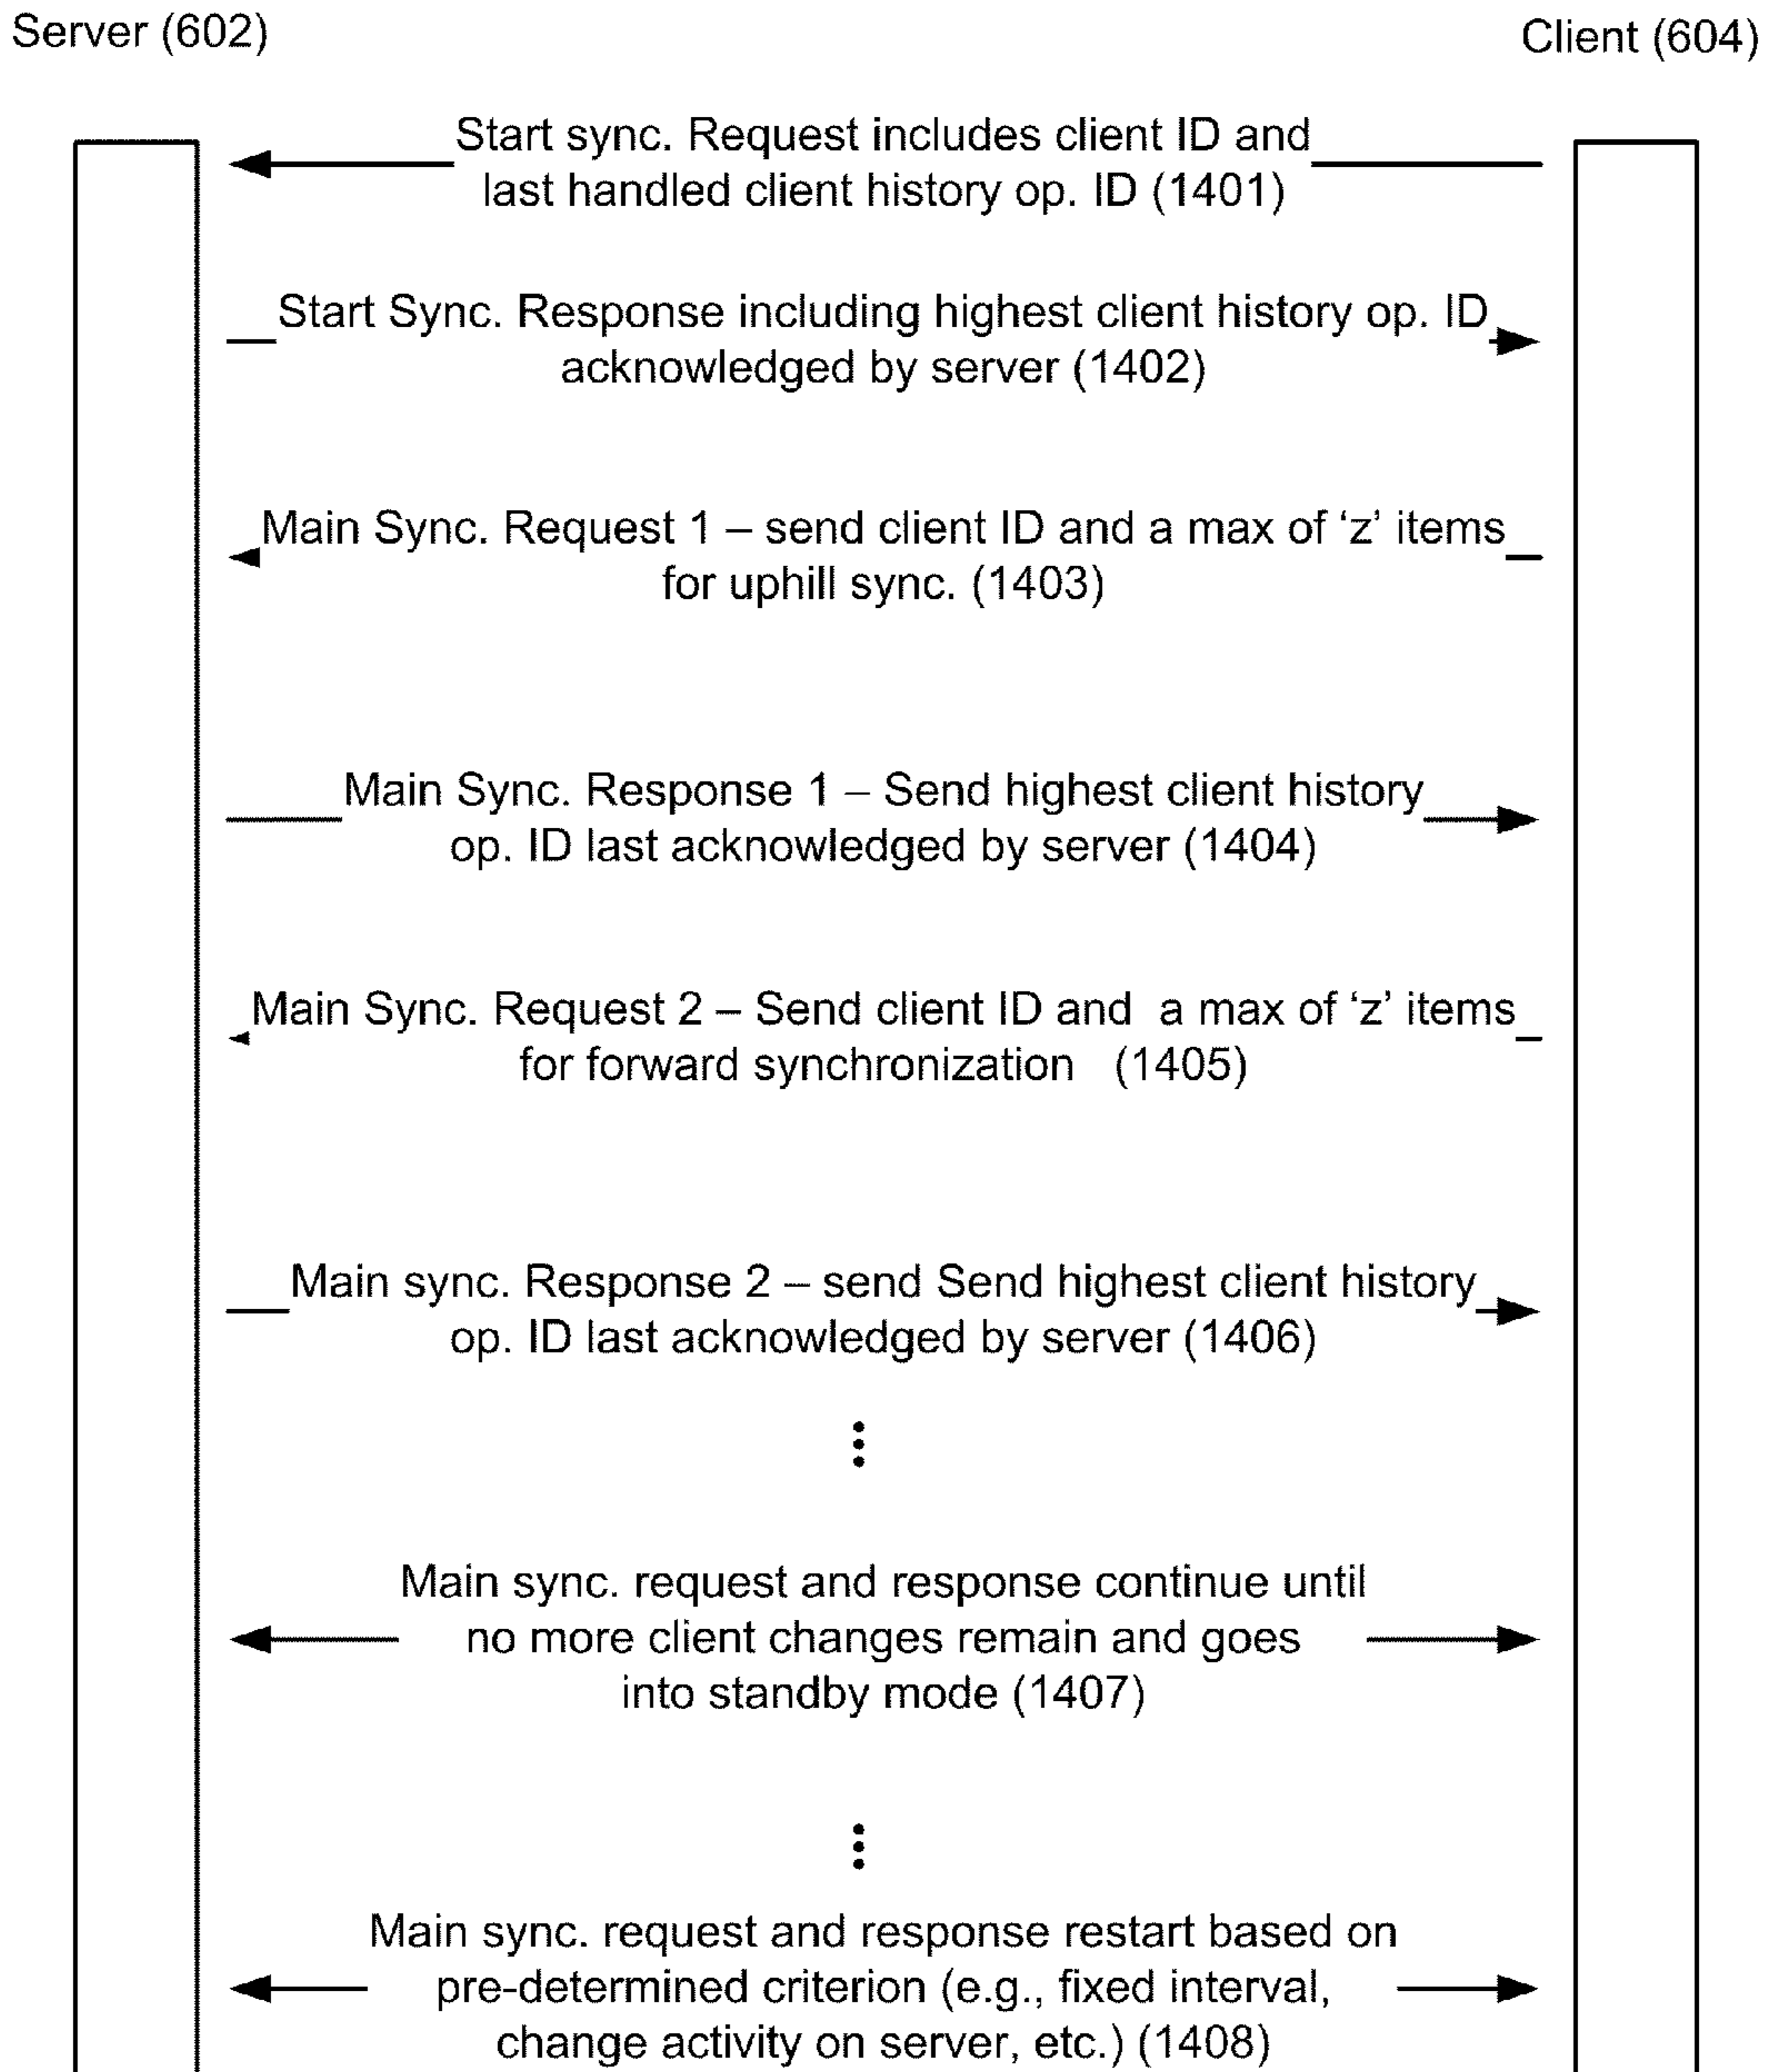 Server (602)
Client (604)
Start sync. Request includes client ID and
last handled client history op. ID (1401)
Start Sync. Response including highest client history op. ID
acknowledged by server (1402)
Main Sync. Request 1 – send client ID and a max of ‘z’ items
for uphill sync. (1403)
Main Sync. Response 1 – Send highest client history
op. ID last acknowledged by server (1404)
Main Sync. Request 2 – Send client ID and  a max of ‘z’ items
for forward synchronization   (1405)
Main sync. Response 2 – send Send highest client history
op. ID last acknowledged by server (1406)
Main sync. request and response continue until
no more client changes remain and goes
into standby mode (1407)
Main sync. request and response restart based on
pre-determined criterion (e.g., fixed interval,
change activity on server, etc.) (1408)